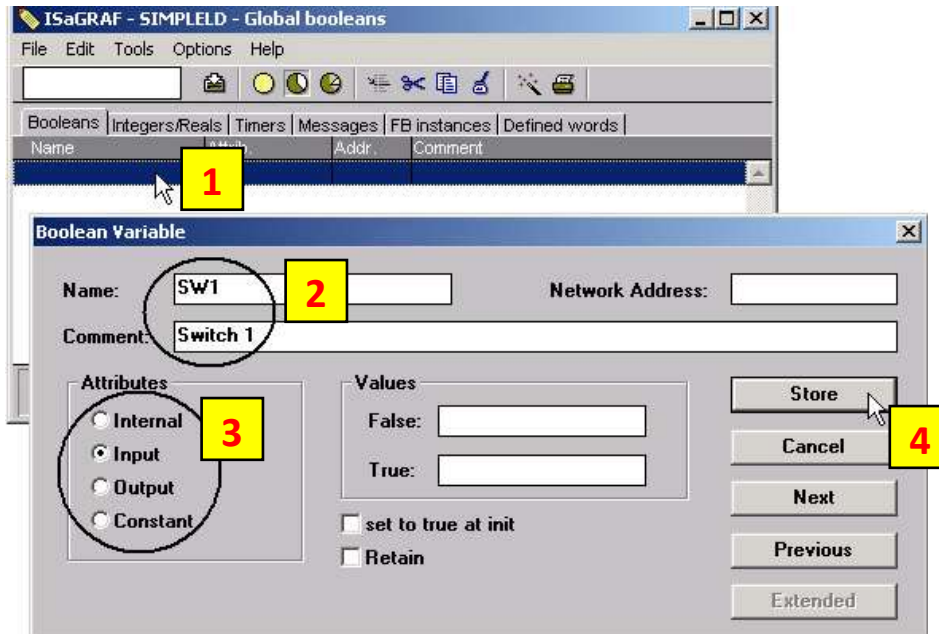 ISaGRAF - SIMPLELD - Global booleans
File Edit Tools Options Help
Booleans Integers/Reals Timers Messages FB instances Defined words
Name Attrib. Addr. Comment
1
Boolean Variable
Name: SW1 2 Network Address:
Comment: Switch 1
Attributes Values Store
Internal 3 False: 4
Input Cancel
Output True: Next
Constant set to true at init
Retain Previous
Extended